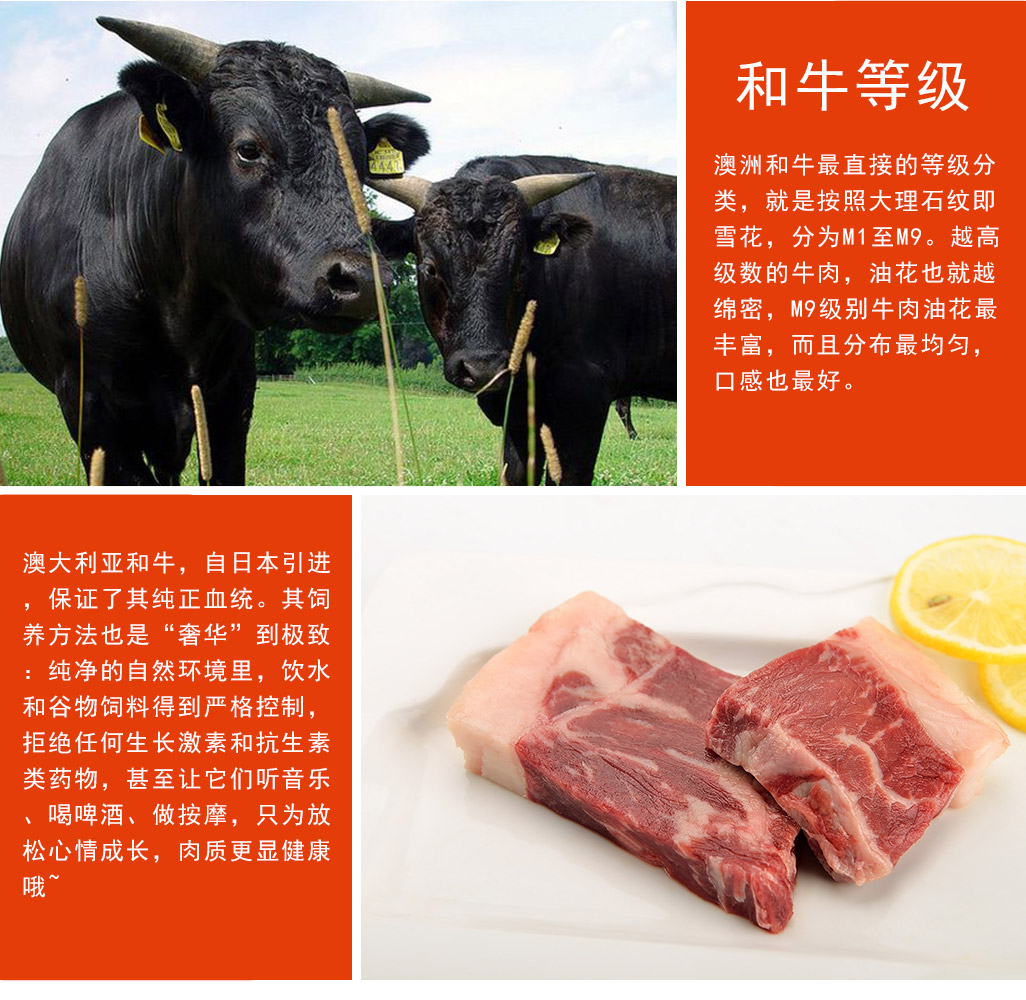 和牛等级
澳洲和牛最直接的等级分
类，就是按照大理石纹即
雪花，分为M1至M9。越高
级数的牛肉，油花也就越
绵密，M9级别牛肉油花最
丰富，而且分布最均匀，
口感也最好。
4447
澳大利亚和牛，自日本引进
，保证了其纯正血统。其饲
养方法也是“奢华”到极致
：纯净的自然环境里，饮水
和谷物饲料得到严格控制，
拒绝任何生长激素和抗生素
类药物，甚至让它们听音乐
、喝啤酒、做按摩，只为放
松心情成长，肉质更显健康
哦~